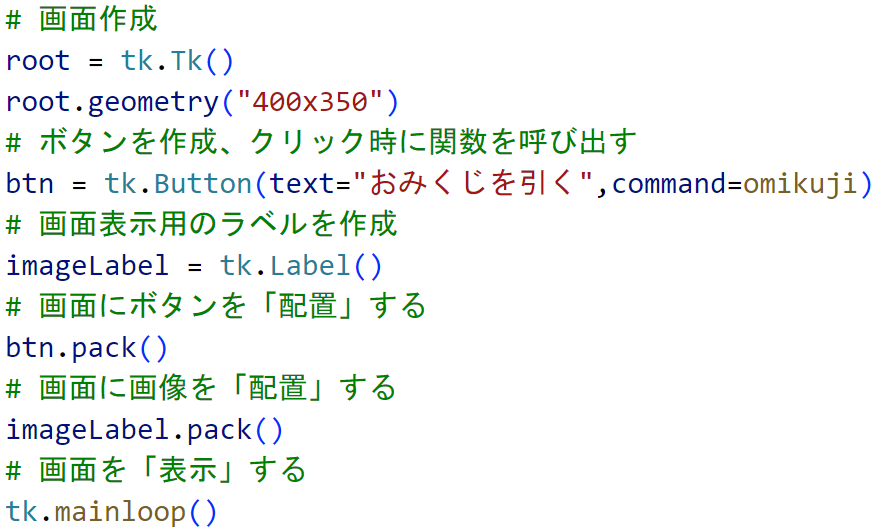 # 画面作成
root = tk.Tk()
root.geometry("400x350")
# ボタンを作成、クリック時に関数を呼び出す
btn = tk.Button(text="おみくじを引く",command=omikuji)
# 画面表示用のラベルを作成
imageLabel = tk.Label()
# 画面にボタンを「配置」する
btn.pack()
# 画面に画像を「配置」する
imageLabel.pack()
# 画面を「表示」する
tk.mainloop()